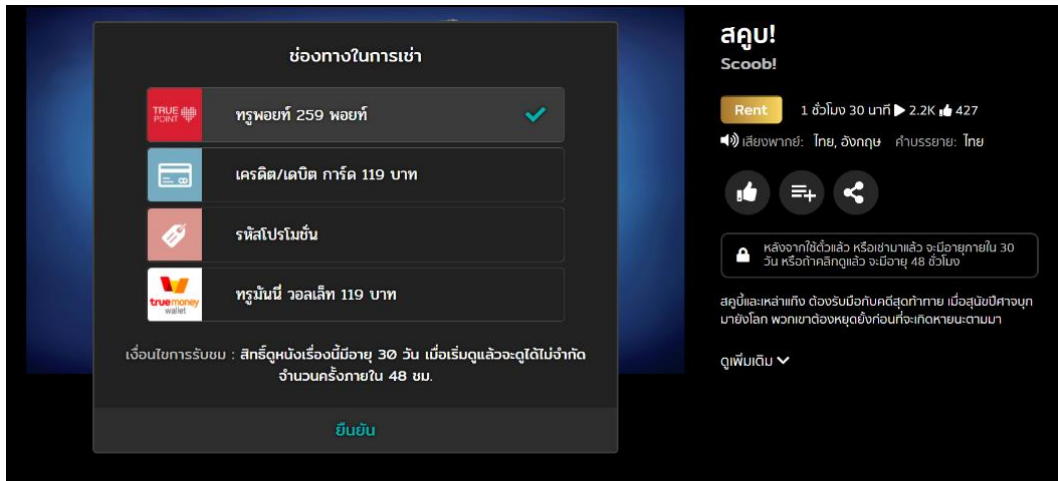 ช่องทางในการเช่า
TRUE
POINT
ทรูพอยท์ 259 พอยท์
เครดิต/เดบิต การ์ด 119 บาท
รหัสโปรโมชั่น
truemoney
wallet
ทรูมันนี่ วอลเล็ท 119 บาท
เงื่อนไขการรับชม : สิทธิ์ดูหนังเรื่องนี้มีอายุ 30 วัน เมื่อเริ่มดูแล้วจะดูได้ไม่จำกัด
จำนวนครั้งภายใน 48 ชม.
ยืนยัน
สคูบ!
Scoob!
Rent 1 ชั่วโมง 30 นาที 2.2K 427
เสียงพากย์: ไทย, อังกฤษ คำบรรยาย: ไทย
หลังจากใช้ตั๋วแล้ว หรือเช่ามาแล้ว จะมีอายุภายใน 30
วัน หรือถ้าคลิกดูแล้ว จะมีอายุ 48 ชั่วโมง
สคูบี้และเหล่าแก๊ง ต้องรับมือกับคดีสุดท้าทาย เมื่อสุนัขปีศาจบุก
มายังโลก พวกเขาต้องหยุดยั้งก่อนที่จะเกิดหายนะตามมา
ดูเพิ่มเติม